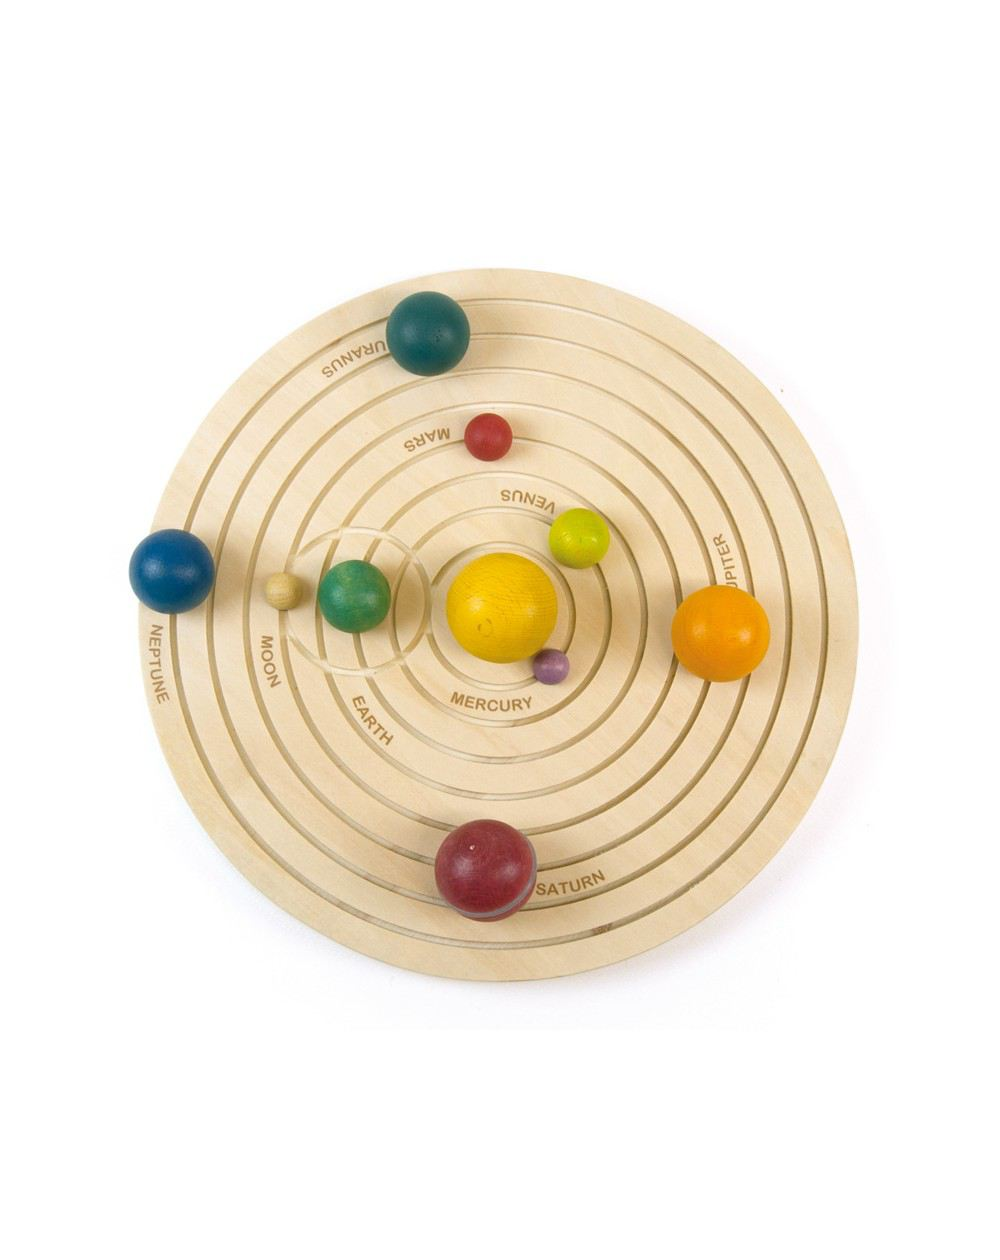 URANUS
MARS
VENUS
JUPITER
NEPTUNE
MOON
EARTH
MERCURY
SATURN